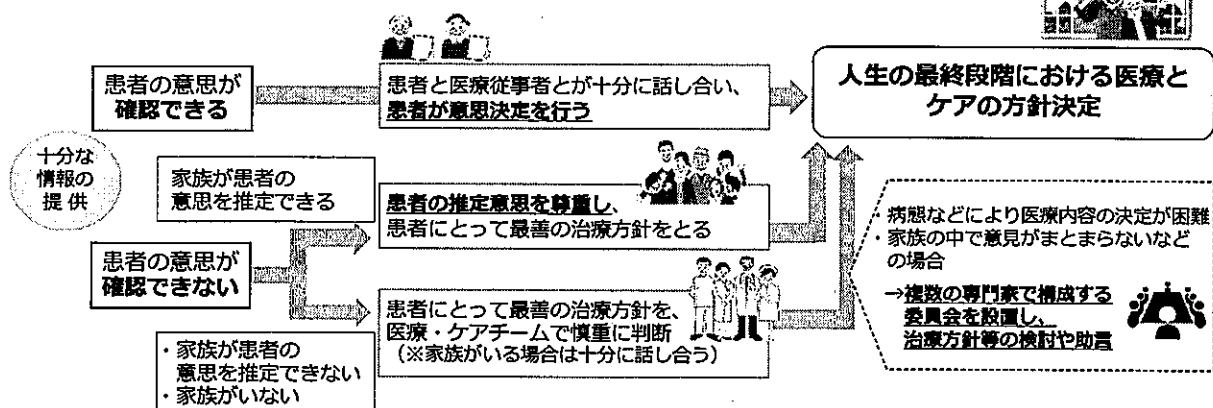 患者の意思が
確認できる
患者と医療従事者とが十分に話し合い、
患者が意思決定を行う
人生の最終段階における医療と
ケアの方針決定
十分な
情報の
提供
家族が患者の
意思を推定できる
患者の推定意思を尊重し、
患者にとって最善の治療方針をとる
患者の意思が
確認できない
患者にとって最善の治療方針を、
医療・ケアチームで慎重に判断
（※家族がいる場合は十分に話し合う）
・家族が患者の
意思を推定できない
・家族がいない
・病態などにより医療内容の決定が困難
・家族の中で意見がまとまらないなど
の場合
→複数の専門家で構成する
委員会を設置し、
治療方針等の検討や助言